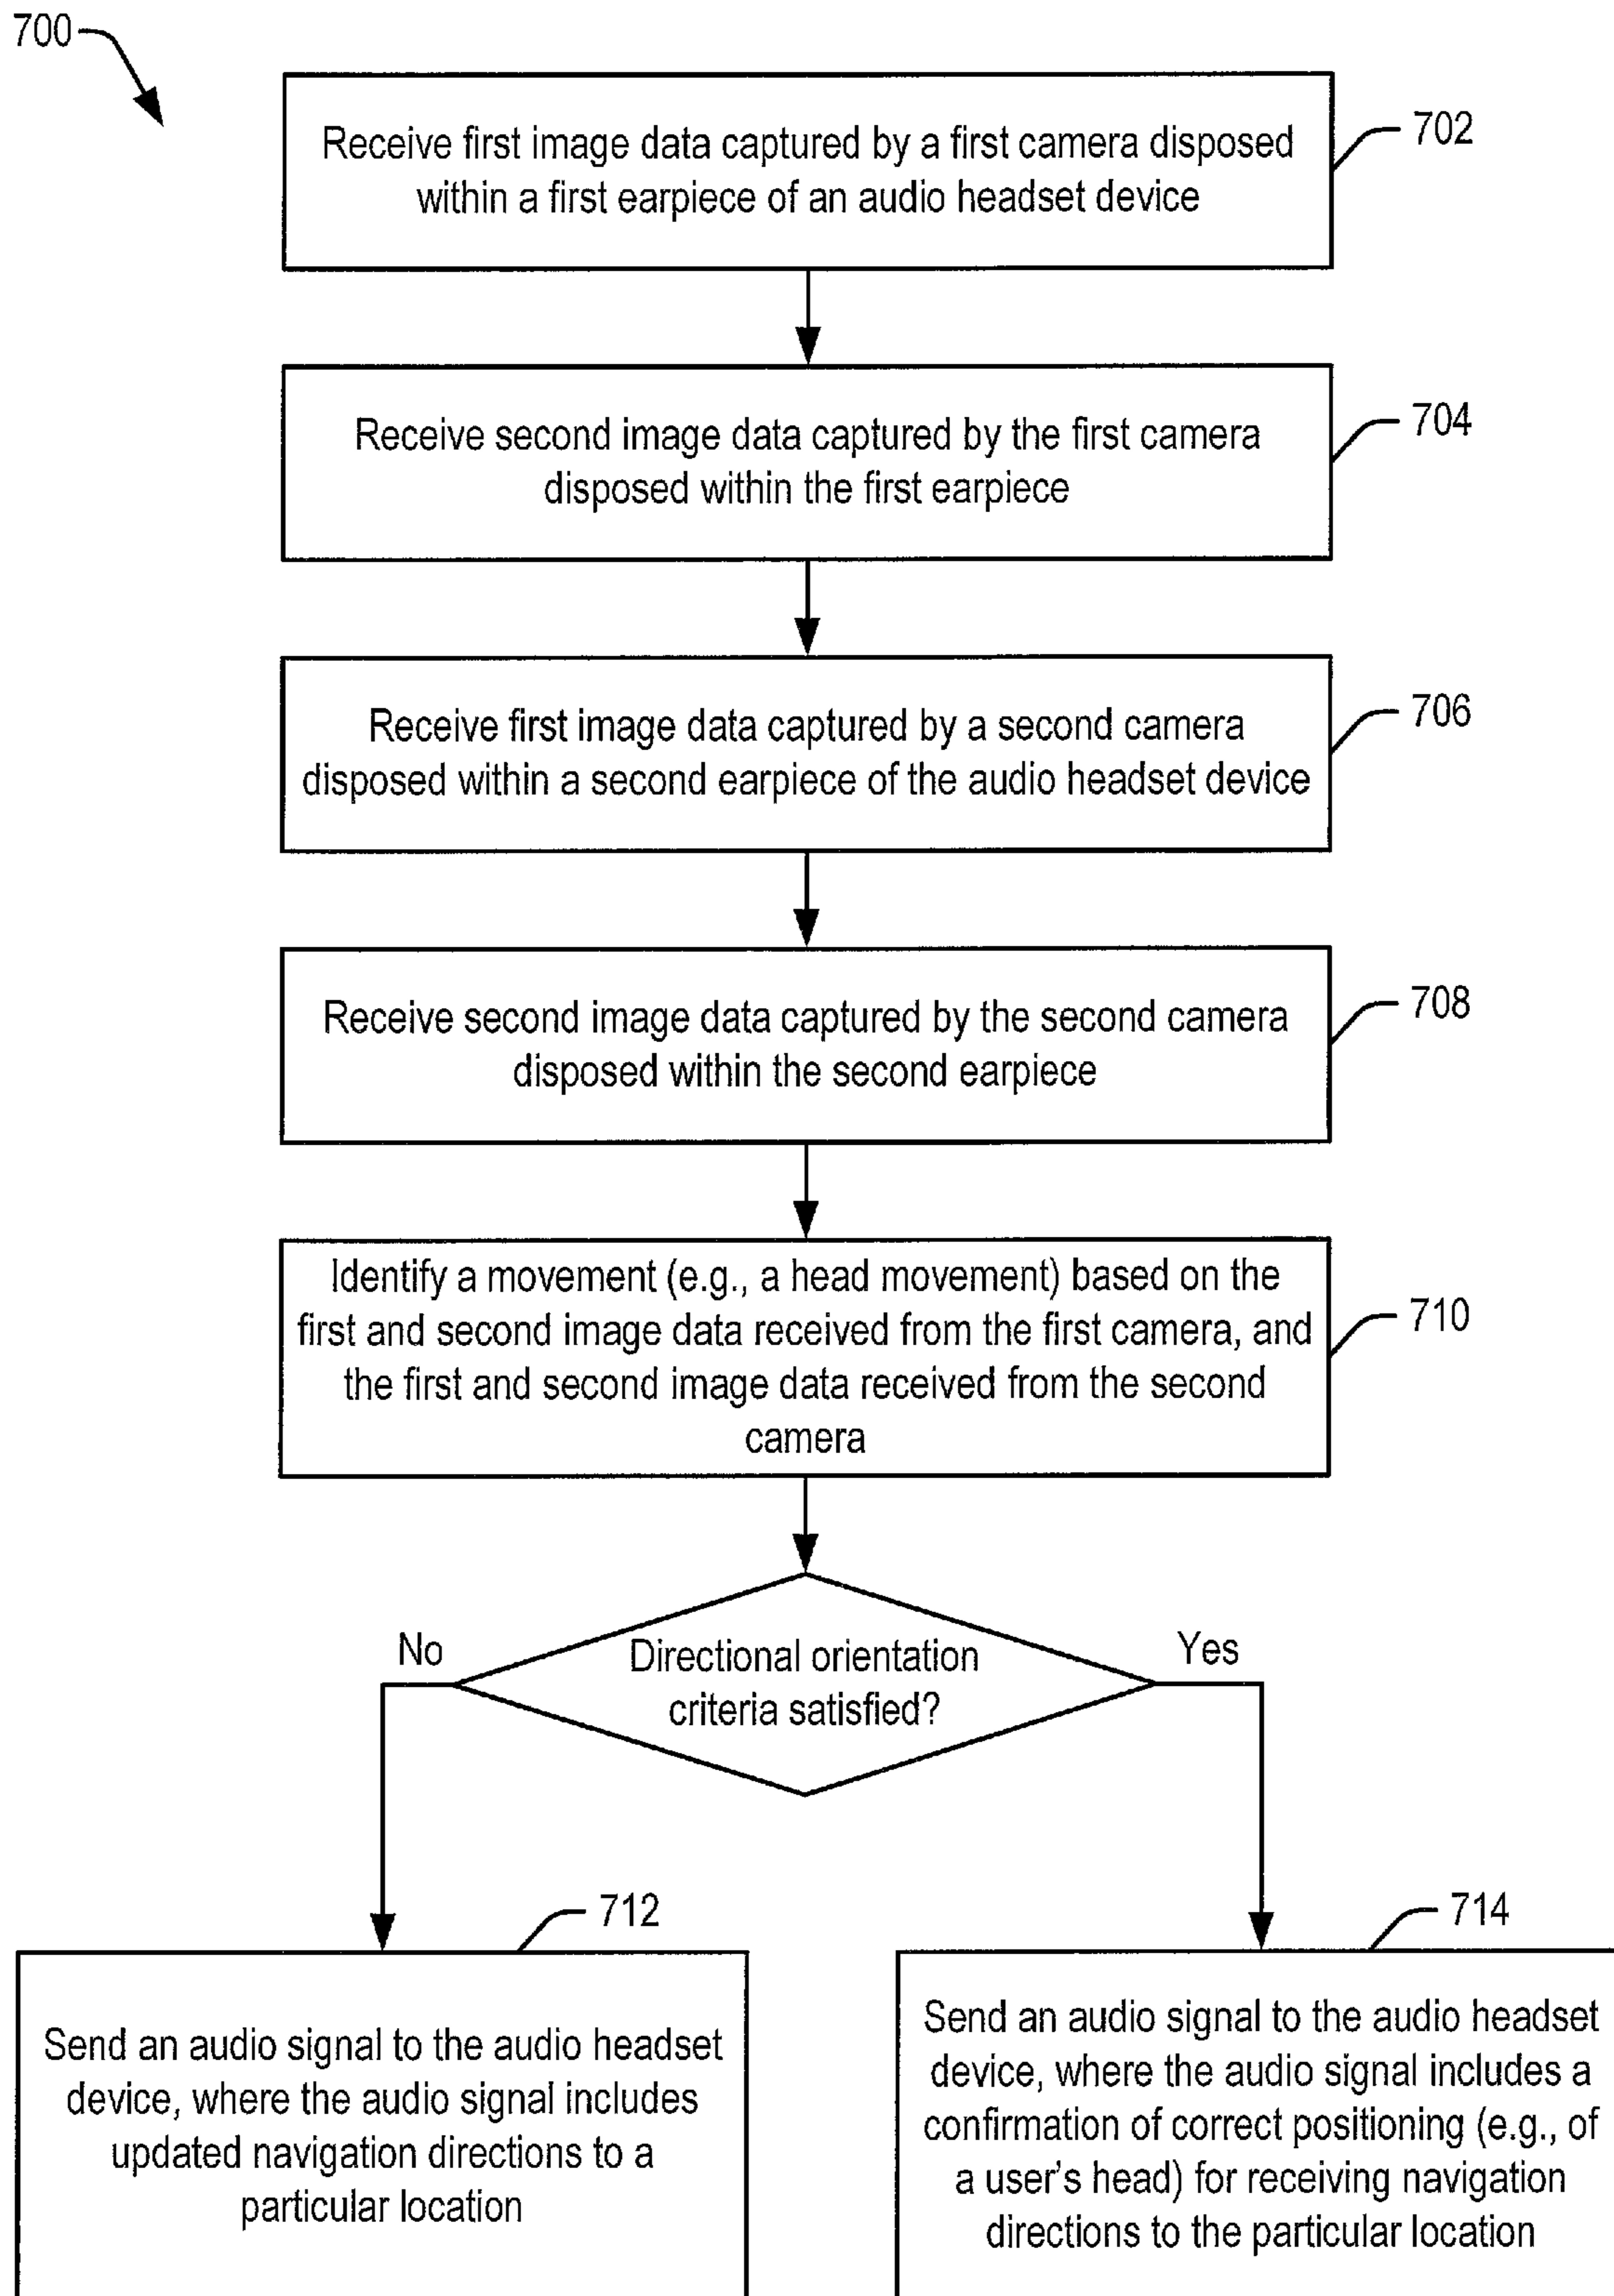 700
Receive first image data captured by a first camera disposed
within a first earpiece of an audio headset device
702
Receive second image data captured by the first camera
disposed within the first earpiece
704
Receive first image data captured by a second camera
disposed within a second earpiece of the audio headset device
706
Receive second image data captured by the second camera
disposed within the second earpiece
708
Identify a movement (e.g., a head movement) based on the
first and second image data received from the first camera, and
the first and second image data received from the second
camera
710
No
Directional orientation
criteria satisfied?
Yes
712
Send an audio signal to the audio headset
device, where the audio signal includes
updated navigation directions to a
particular location
714
Send an audio signal to the audio headset
device, where the audio signal includes a
confirmation of correct positioning (e.g., of
a user's head) for receiving navigation
directions to the particular location